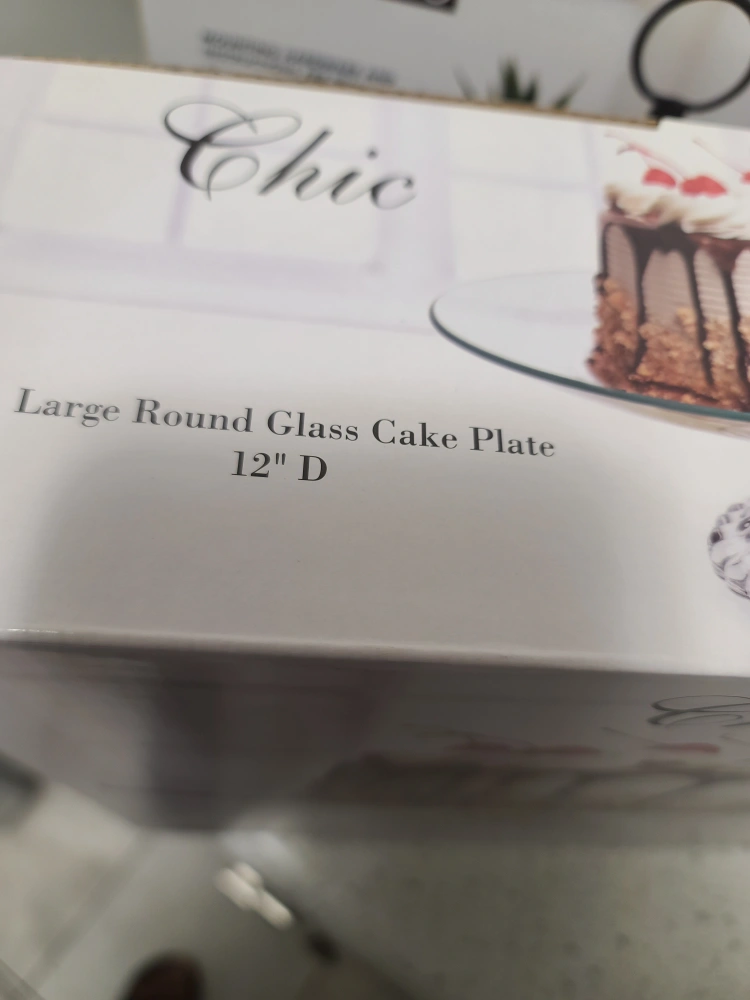 Chic
Large Round Glass Cake Plate
12" D